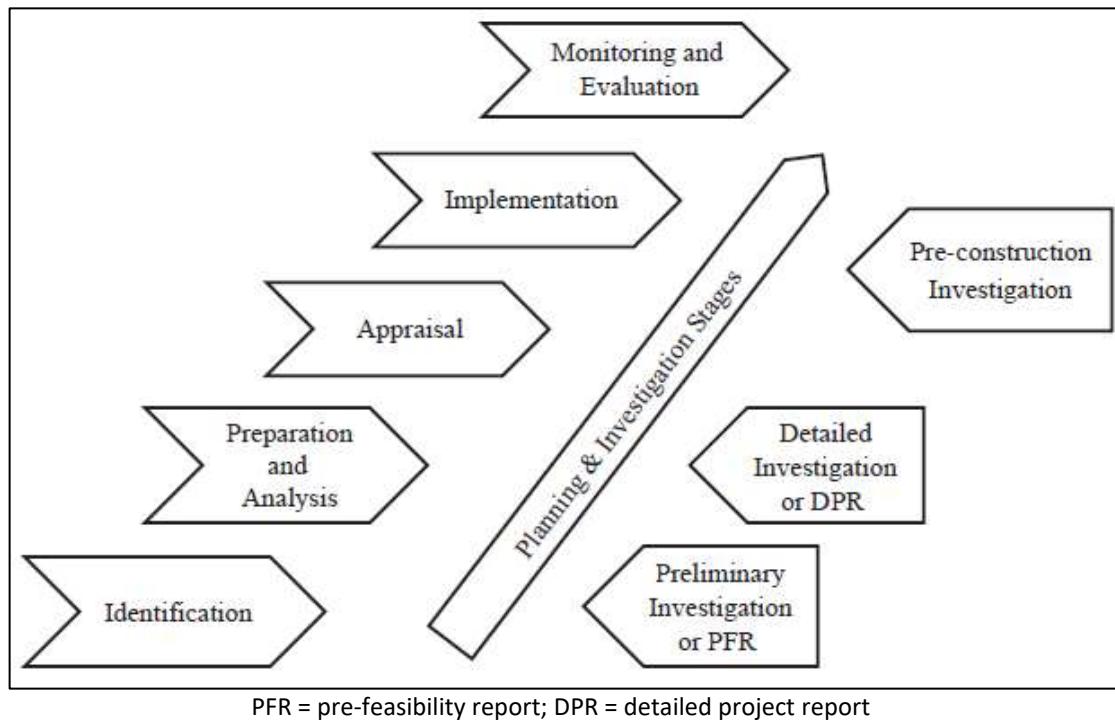 Monitoring and
Evaluation
Implementation
Pre-construction
Investigation
Appraisal
Planning & Investigation Stages
Preparation
and
Analysis
Detailed
Investigation
or DPR
Identification
Preliminary
Investigation
or PFR
PFR = pre-feasibility report; DPR = detailed project report